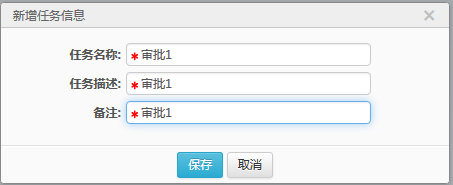 新增任务信息 ×
任务名称: * 审批1
任务描述: * 审批1
备注: * 审批1
保存 取消